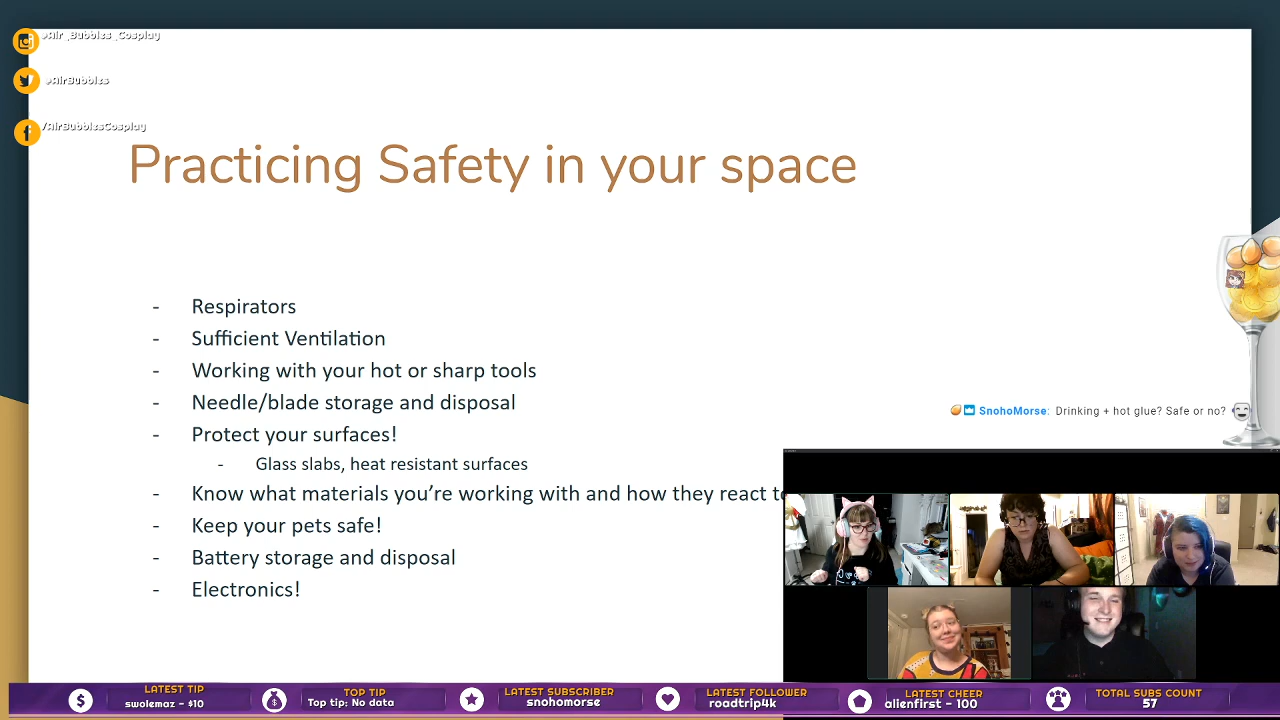 @Air_Bubbles_Cosplay
@AirBubbles
/AirBubblesCosplay
Practicing Safety in your space
- Respirators
- Sufficient Ventilation
- Working with your hot or sharp tools
- Needle/blade storage and disposal
- Protect your surfaces!
- Glass slabs, heat resistant surfaces
- Know what materials you’re working with and how they react to
- Keep your pets safe!
- Battery storage and disposal
- Electronics!
SnohoMorse: Drinking + hot glue? Safe or no?
LATEST TIP
swolemaz - $10
TOP TIP
Top tip: No data
LATEST SUBSCRIBER
snohomorse
LATEST FOLLOWER
roadtrip4k
LATEST CHEER
alienfirst - 100
TOTAL SUBS COUNT
57